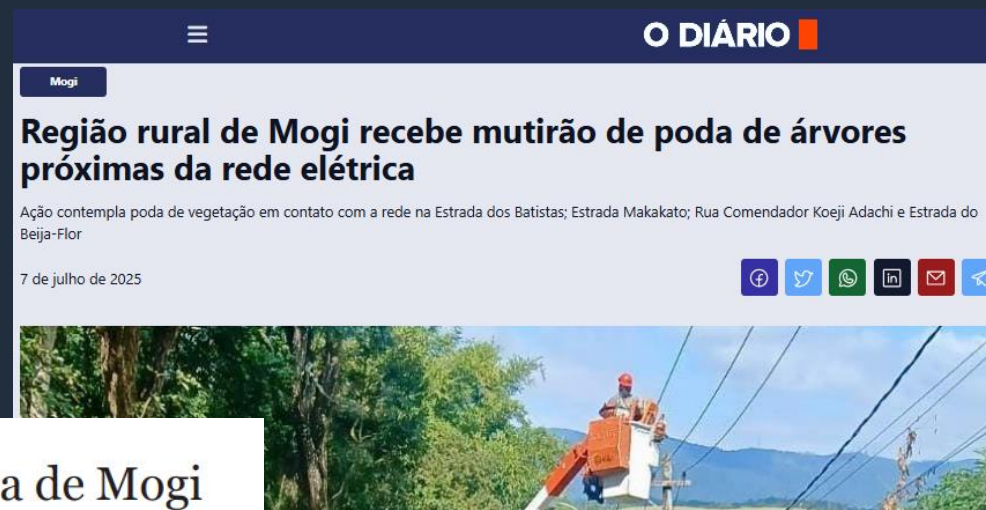 O DIÁRIO
Mogi
Região rural de Mogi recebe mutirão de poda de árvores
próximas da rede elétrica
Ação contempla poda de vegetação em contato com a rede na Estrada dos Batistas; Estrada Makakato; Rua Comendador Koeji Adachi e Estrada do
Beija-Flor
7 de julho de 2025
a de Mogi